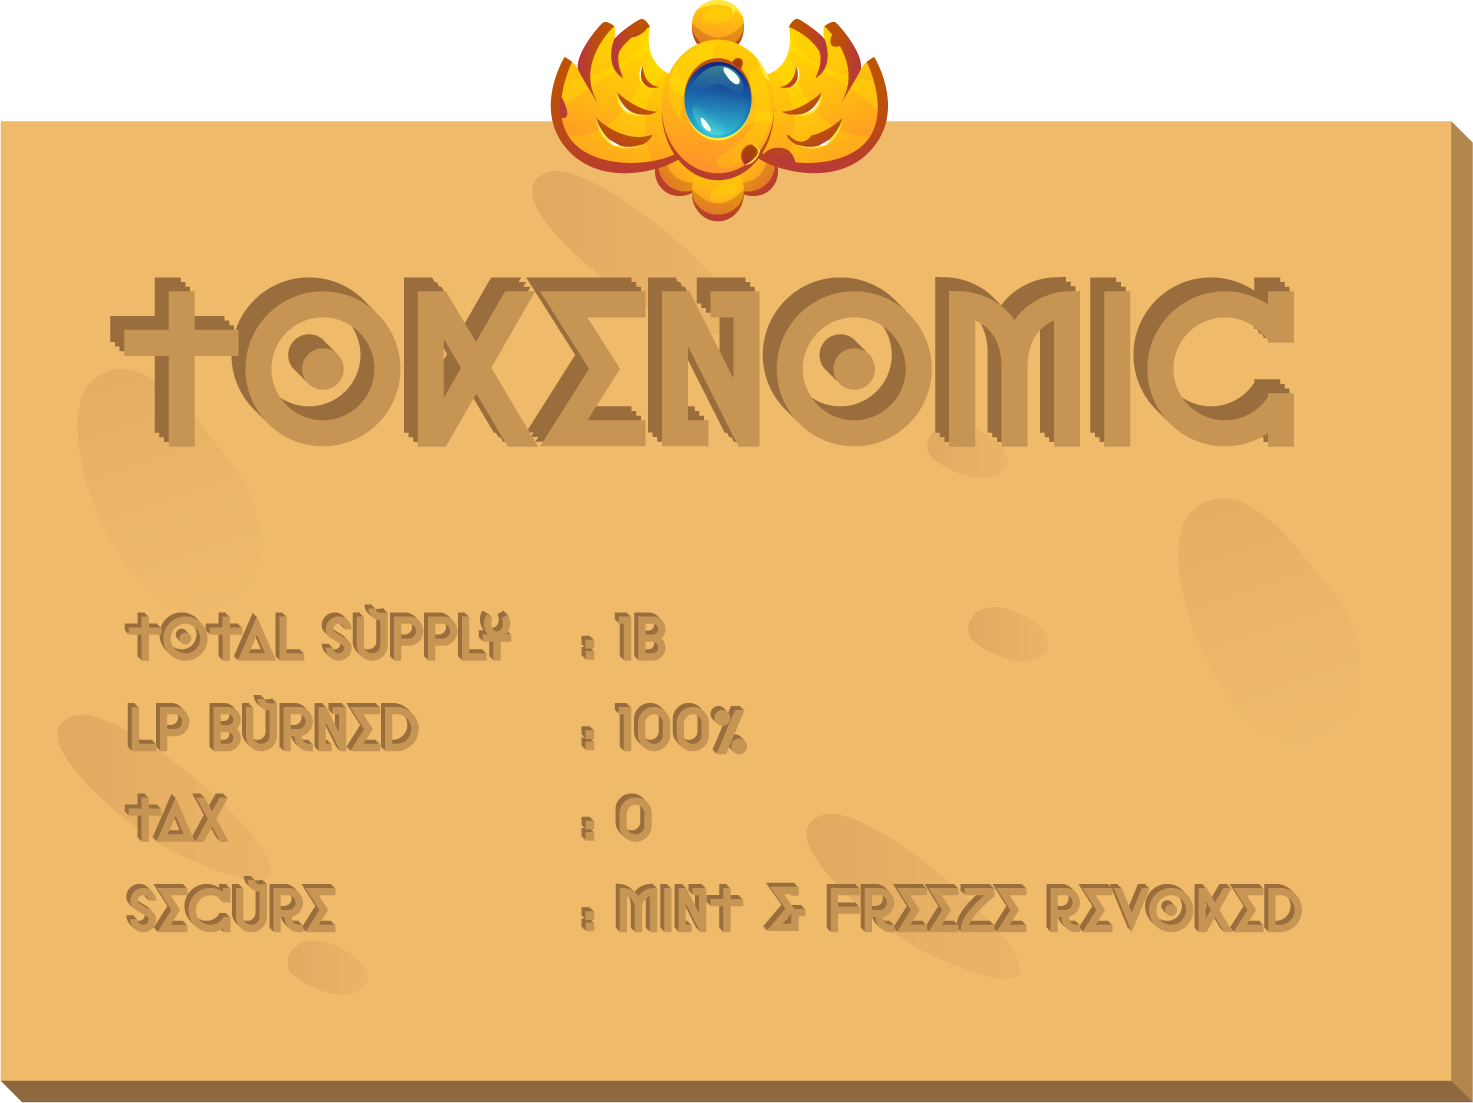 TOKENOMIC
TOTAL SUPPLY : 1B
LP BURNED : 100%
TAX : 0
SECURE : MINT & FREEZE REVOKED